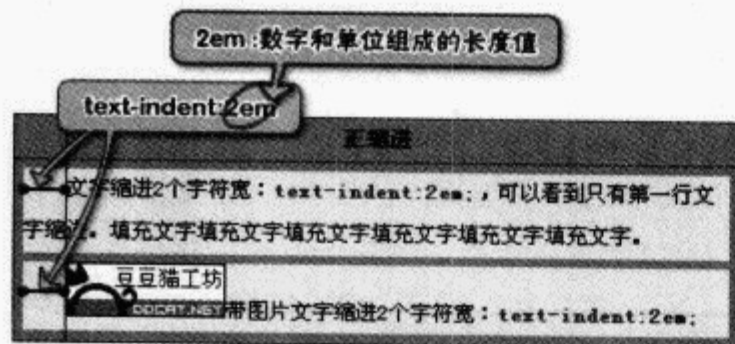 2em:数字和单位组成的长度值
text-indent:2em
正缩进
文字缩进2个字符宽：text-indent:2em;，可以看到只有第一行文
字缩进。填充文字填充文字填充文字填充文字填充文字填充文字。
豆豆猫工坊
DDCAT.NET
带图片文字缩进2个字符宽：text-indent:2em;